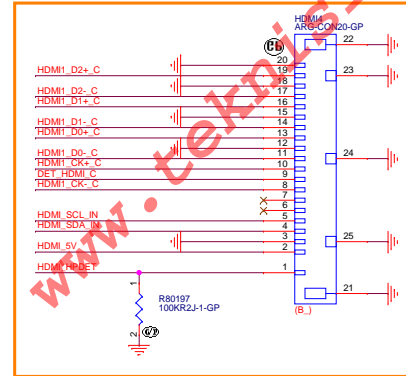 HDMI4
ARG-CON20-GP
22
20
HDMI1_D2+_C
19
23
18
HDMI1_D2-_C
17
HDMI1_D1+_C
16
15
HDMI1_D1-_C
14
HDMI1_D0+_C
13
12
24
HDMI1_D0-_C
11
HDMI1_CK+_C
10
DET_HDMI_C
9
HDMI1_CK-_C
8
7
6
HDMI_SCL_IN
5
HDMI_SDA_IN
4
3
25
HDMI_5V
2
HDMI_HPDET
1
21
(B_)
1
R80197
100KR2J-1-GP
2
www.teknis